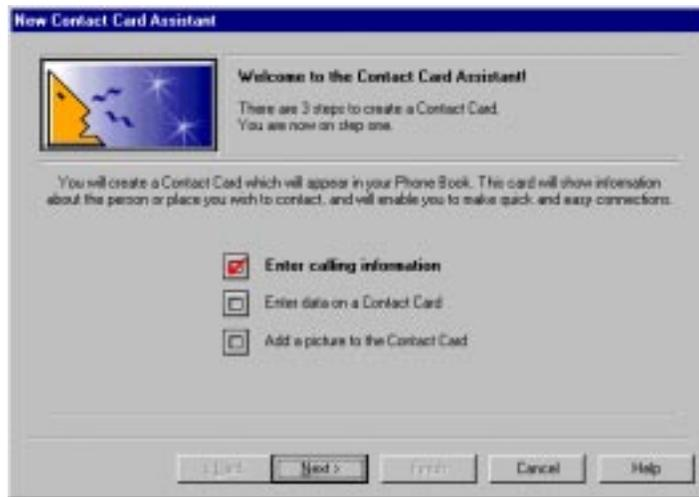 New Contact Card Assistant
Welcome to the Contact Card Assistant!
There are 3 steps to create a Contact Card.
You are now on step one.
You will create a Contact Card which will appear in your Phone Book. This card will show information
about the person or place you wish to contact, and will enable you to make quick and easy connections.
Enter calling information
Enter data on a Contact Card
Add a picture to the Contact Card
Next > Cancel Help